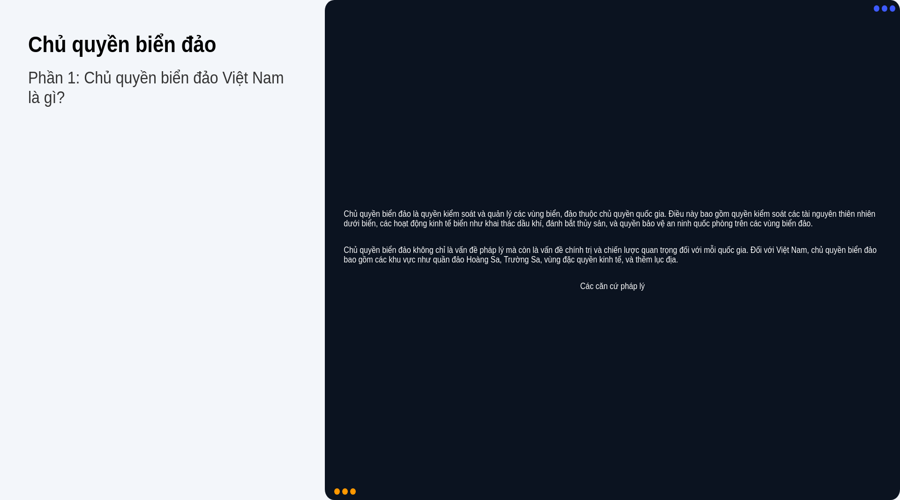 Chủ quyền biển đảo
Phần 1: Chủ quyền biển đảo Việt Nam
là gì?
Chủ quyền biển đảo là quyền kiểm soát và quản lý các vùng biển, đảo thuộc chủ quyền quốc gia. Điều này bao gồm quyền kiểm soát các tài nguyên thiên nhiên
dưới biển, các hoạt động kinh tế biển như khai thác dầu khí, đánh bắt thủy sản, và quyền bảo vệ an ninh quốc phòng trên các vùng biển đảo.
Chủ quyền biển đảo không chỉ là vấn đề pháp lý mà còn là vấn đề chính trị và chiến lược quan trọng đối với mỗi quốc gia. Đối với Việt Nam, chủ quyền biển đảo
bao gồm các khu vực như quần đảo Hoàng Sa, Trường Sa, vùng đặc quyền kinh tế, và thềm lục địa.
Các căn cứ pháp lý